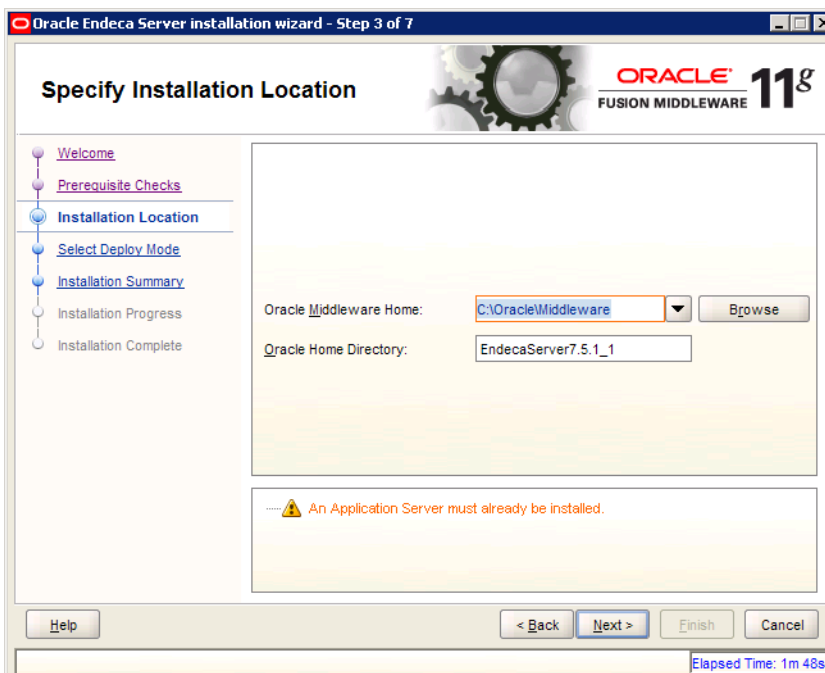 Oracle Endeca Server installation wizard - Step 3 of 7
Specify Installation Location
ORACLE
FUSION MIDDLEWARE 11g
Welcome
Prerequisite Checks
Installation Location
Select Deploy Mode
Installation Summary
Installation Progress
Installation Complete
Oracle Middleware Home: C:\Oracle\Middleware Browse
Oracle Home Directory: EndecaServer7.5.1_1
An Application Server must already be installed.
Help < Back Next > Finish Cancel
Elapsed Time: 1m 48s